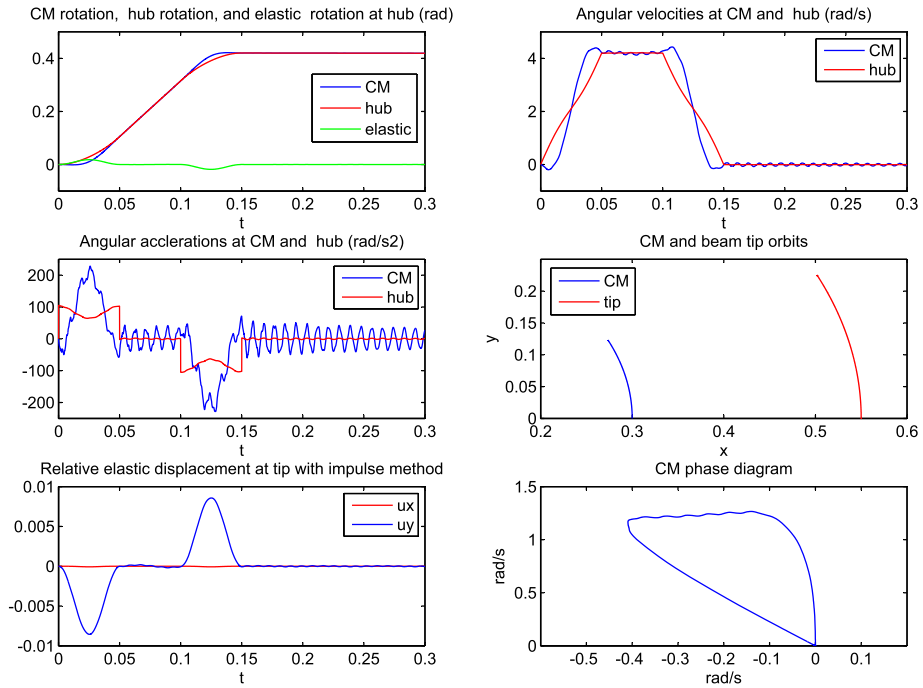 CM rotation, hub rotation, and elastic rotation at hub (rad)
0.4
0.2
0
CM
hub
elastic
0 0.05 0.1 0.15 0.2 0.25 0.3
t
Angular velocities at CM and hub (rad/s)
4
2
0
CM
hub
0 0.05 0.1 0.15 0.2 0.25 0.3
t
Angular acclerations at CM and hub (rad/s2)
200
100
0
-100
-200
CM
hub
0 0.05 0.1 0.15 0.2 0.25 0.3
t
CM and beam tip orbits
y
0.2
0.15
0.1
0.05
0
CM
tip
0.2 0.3 0.4 0.5 0.6
x
Relative elastic displacement at tip with impulse method
0.01
0.005
0
-0.005
-0.01
ux
uy
0 0.05 0.1 0.15 0.2 0.25 0.3
t
CM phase diagram
rad/s
1.5
1
0.5
0
-0.5 -0.4 -0.3 -0.2 -0.1 0 0.1 0.2
rad/s